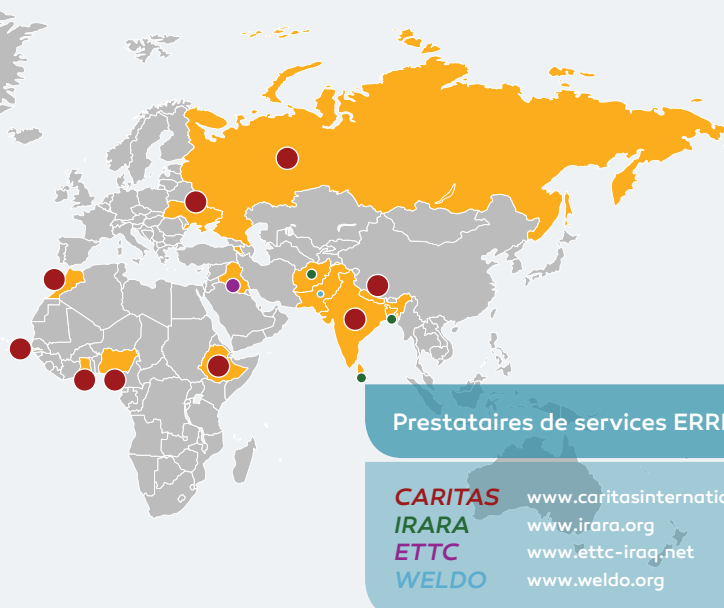 Prestataires de services ERRI
CARITAS www.caritasinternatio
IRARA www.irara.org
ETTC www.ettc-iraq.net
WELDO www.weldo.org